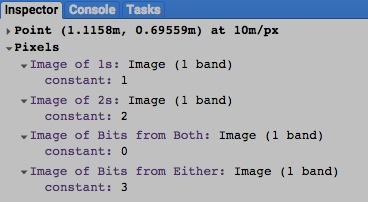 Inspector Console Tasks
Point (1.1158m, 0.69559m) at 10m/px
Pixels
Image of 1s: Image (1 band)
constant: 1
Image of 2s: Image (1 band)
constant: 2
Image of Bits from Both: Image (1 band)
constant: 0
Image of Bits from Either: Image (1 band)
constant: 3